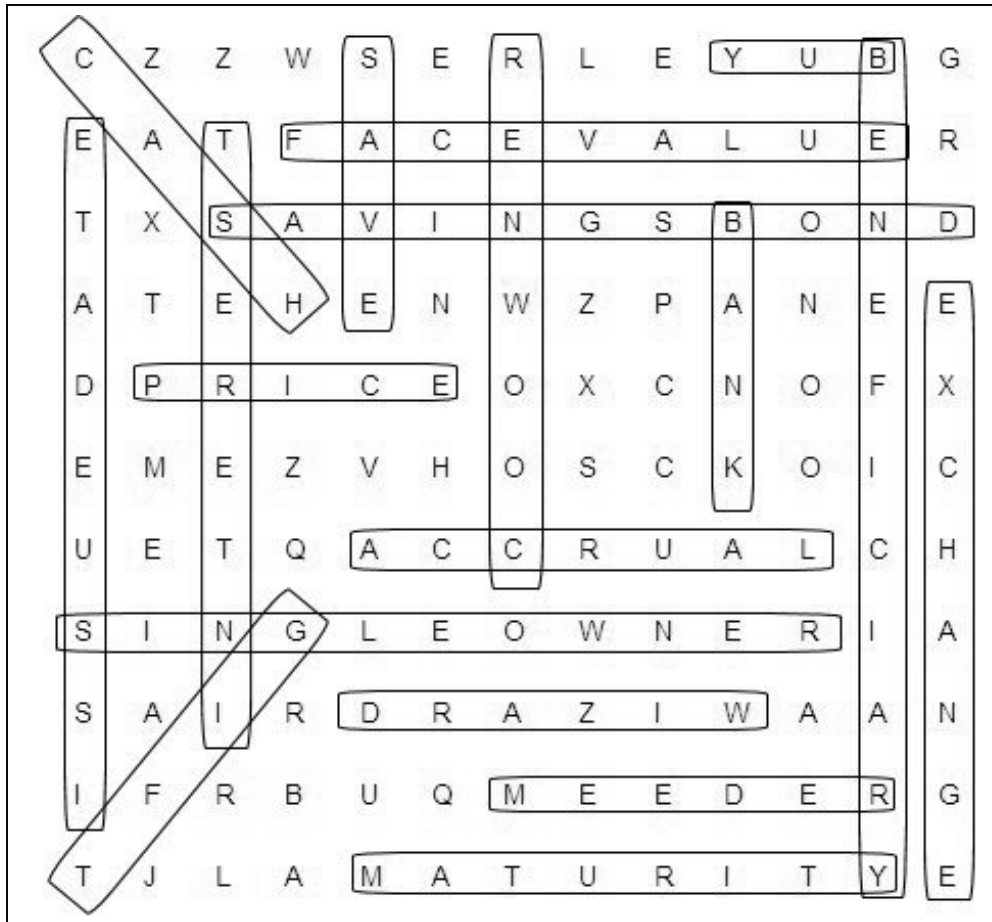 C Z Z W S E R L E Y U B G
E A T F A C E V A L U E R
T X S A V I N G S B O N D
A T E H E N W Z P A N E E
D P R I C E O X C N O F X
E M E Z V H O S C K O I C
U E T Q A C C R U A L C H
S I N G L E O W N E R I A
S A I R D R A Z I W A A N
I F R B U Q M E E D E R G
T J L A M A T U R I T Y E